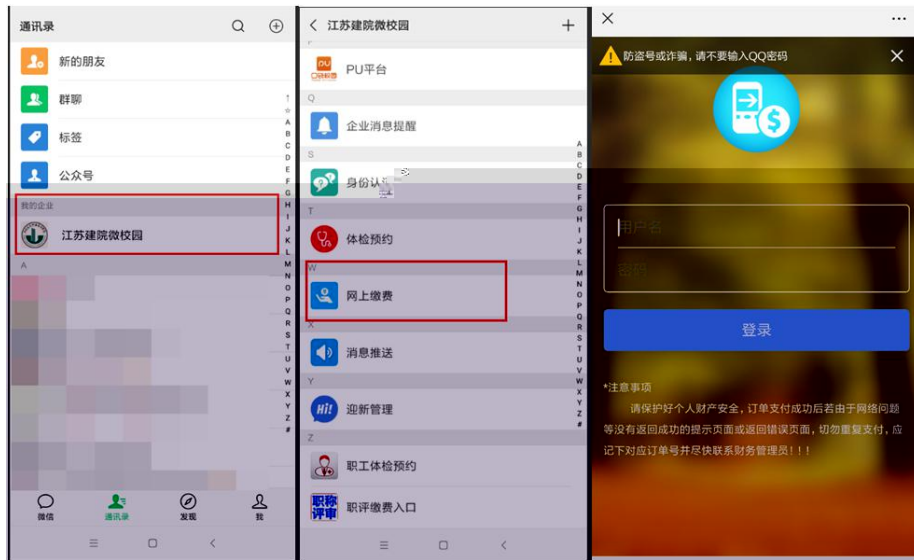 通讯录
新的朋友
群聊
标签
公众号
我的企业
江苏建院微校园
A
微信
通讯录
发现
我
江苏建院微校园
PU平台
Q
企业消息提醒
S
身份认
T
体检预约
W
网上缴费
X
消息推送
Y
Hi!
迎新管理
Z
职工体检预约
职称
评审
职评缴费入口
防盗号或诈骗,请不要输入QQ密码
用户名
密码
登录
*注意事项
请保护好个人财产安全,订单支付成功后若由于网络问题
等没有返回成功的提示页面或返回错误页面,切勿重复支付,应
记下对应订单号并尽快联系财务管理员!!!